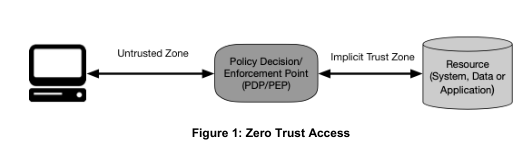 Untrusted Zone
Policy Decision/
Enforcement Point
(PDP/PEP)
Implicit Trust Zone
Resource
(System, Data or
Application)
Figure 1: Zero Trust Access